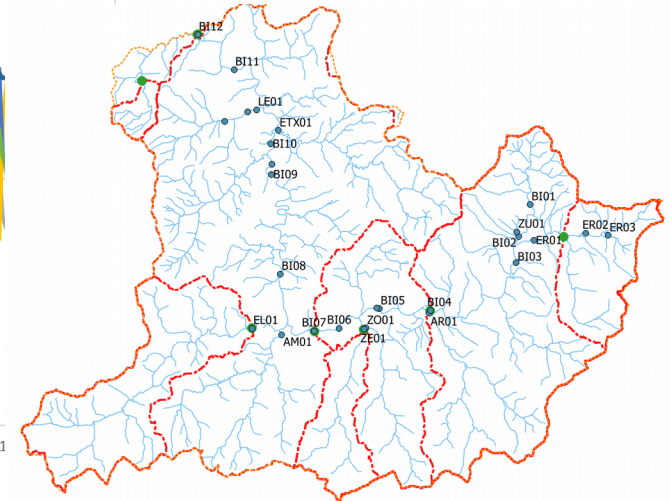 BI12
BI11
LE01
ETX01
BI10
BI09
BI01
ZU01
BI02
ER01
ER02
ER03
BI03
BI08
BI05
BI04
EL01
BI07
BI06
ZO01
AR01
AM01
ZE01
1